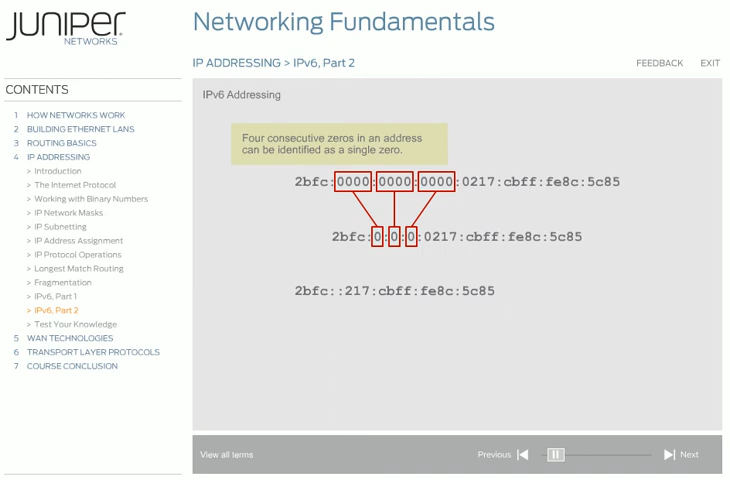 JUNIPER
NETWORKS
Networking Fundamentals
IP ADDRESSING > IPv6, Part 2
FEEDBACK
EXIT
CONTENTS
1 HOW NETWORKS WORK
2 BUILDING ETHERNET LANS
3 ROUTING BASICS
4 IP ADDRESSING
> Introduction
> The Internet Protocol
> Working with Binary Numbers
> IP Network Masks
> IP Subnetting
> IP Address Assignment
> IP Protocol Operations
> Longest Match Routing
> Fragmentation
> IPv6, Part 1
> IPv6, Part 2
> Test Your Knowledge
5 WAN TECHNOLOGIES
6 TRANSPORT LAYER PROTOCOLS
7 COURSE CONCLUSION
IPv6 Addressing
Four consecutive zeros in an address
can be identified as a single zero.
2bfc:0000:0000:0000:0217:cbff:fe8c:5c85
2bfc:0:0:0:0217:cbff:fe8c:5c85
2bfc::217:cbff:fe8c:5c85
View all terms
Previous
Next